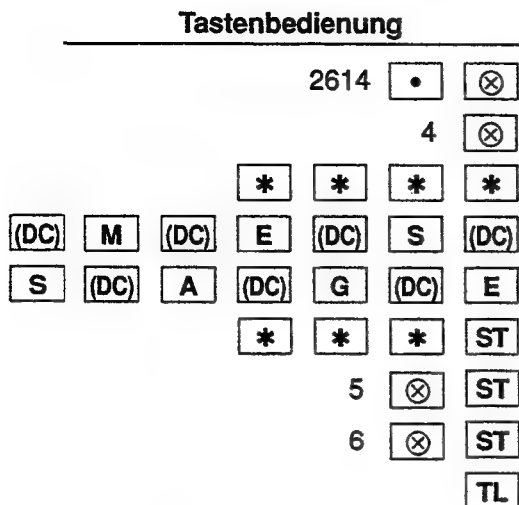 Tastenbedienung
2614 • ⊗
4 ⊗
* * * *
(DC) M (DC) E (DC) S (DC)
S (DC) A (DC) G (DC) E
* * * ST
5 ⊗ ST
6 ⊗ ST
TL